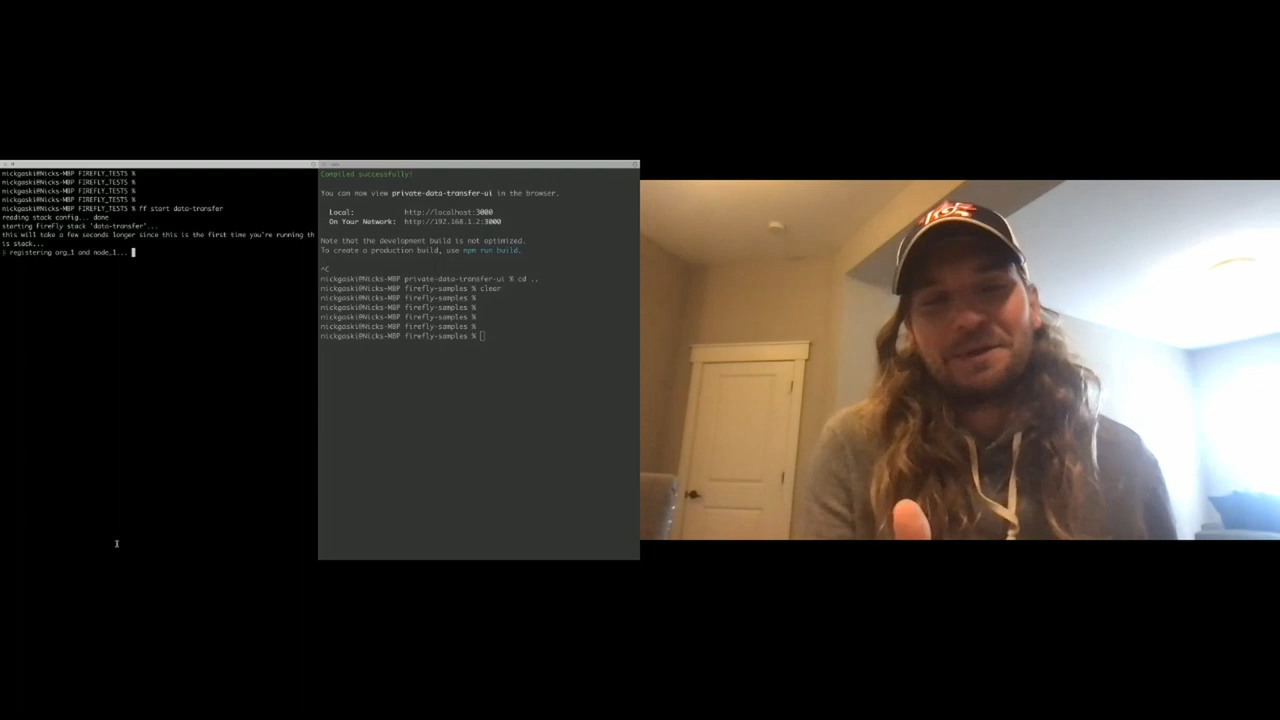 nickgaski@Nicks-MBP FIREFLY_TESTS %
nickgaski@Nicks-MBP FIREFLY_TESTS %
nickgaski@Nicks-MBP FIREFLY_TESTS %
nickgaski@Nicks-MBP FIREFLY_TESTS %
nickgaski@Nicks-MBP FIREFLY_TESTS % ff start data-transfer
reading stack config... done
starting FireFly stack 'data-transfer'...
this will take a few seconds longer since this is the first time you're running th
is stack...
registering org_1 and node_1...
Compiled successfully!
You can now view private-data-transfer-ui in the browser.
Local: http://localhost:3000
On Your Network: http://192.168.1.2:3000
Note that the development build is not optimized.
To create a production build, use npm run build.
^C
nickgaski@Nicks-MBP private-data-transfer-ui % cd ..
nickgaski@Nicks-MBP firefly-samples % clear
nickgaski@Nicks-MBP firefly-samples %
nickgaski@Nicks-MBP firefly-samples %
nickgaski@Nicks-MBP firefly-samples %
nickgaski@Nicks-MBP firefly-samples %
nickgaski@Nicks-MBP firefly-samples %